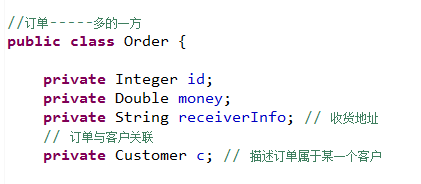 //订单-----多的一方
public class Order {
private Integer id;
private Double money;
private String receiverInfo; // 收货地址
// 订单与客户关联
private Customer c; // 描述订单属于某一个客户